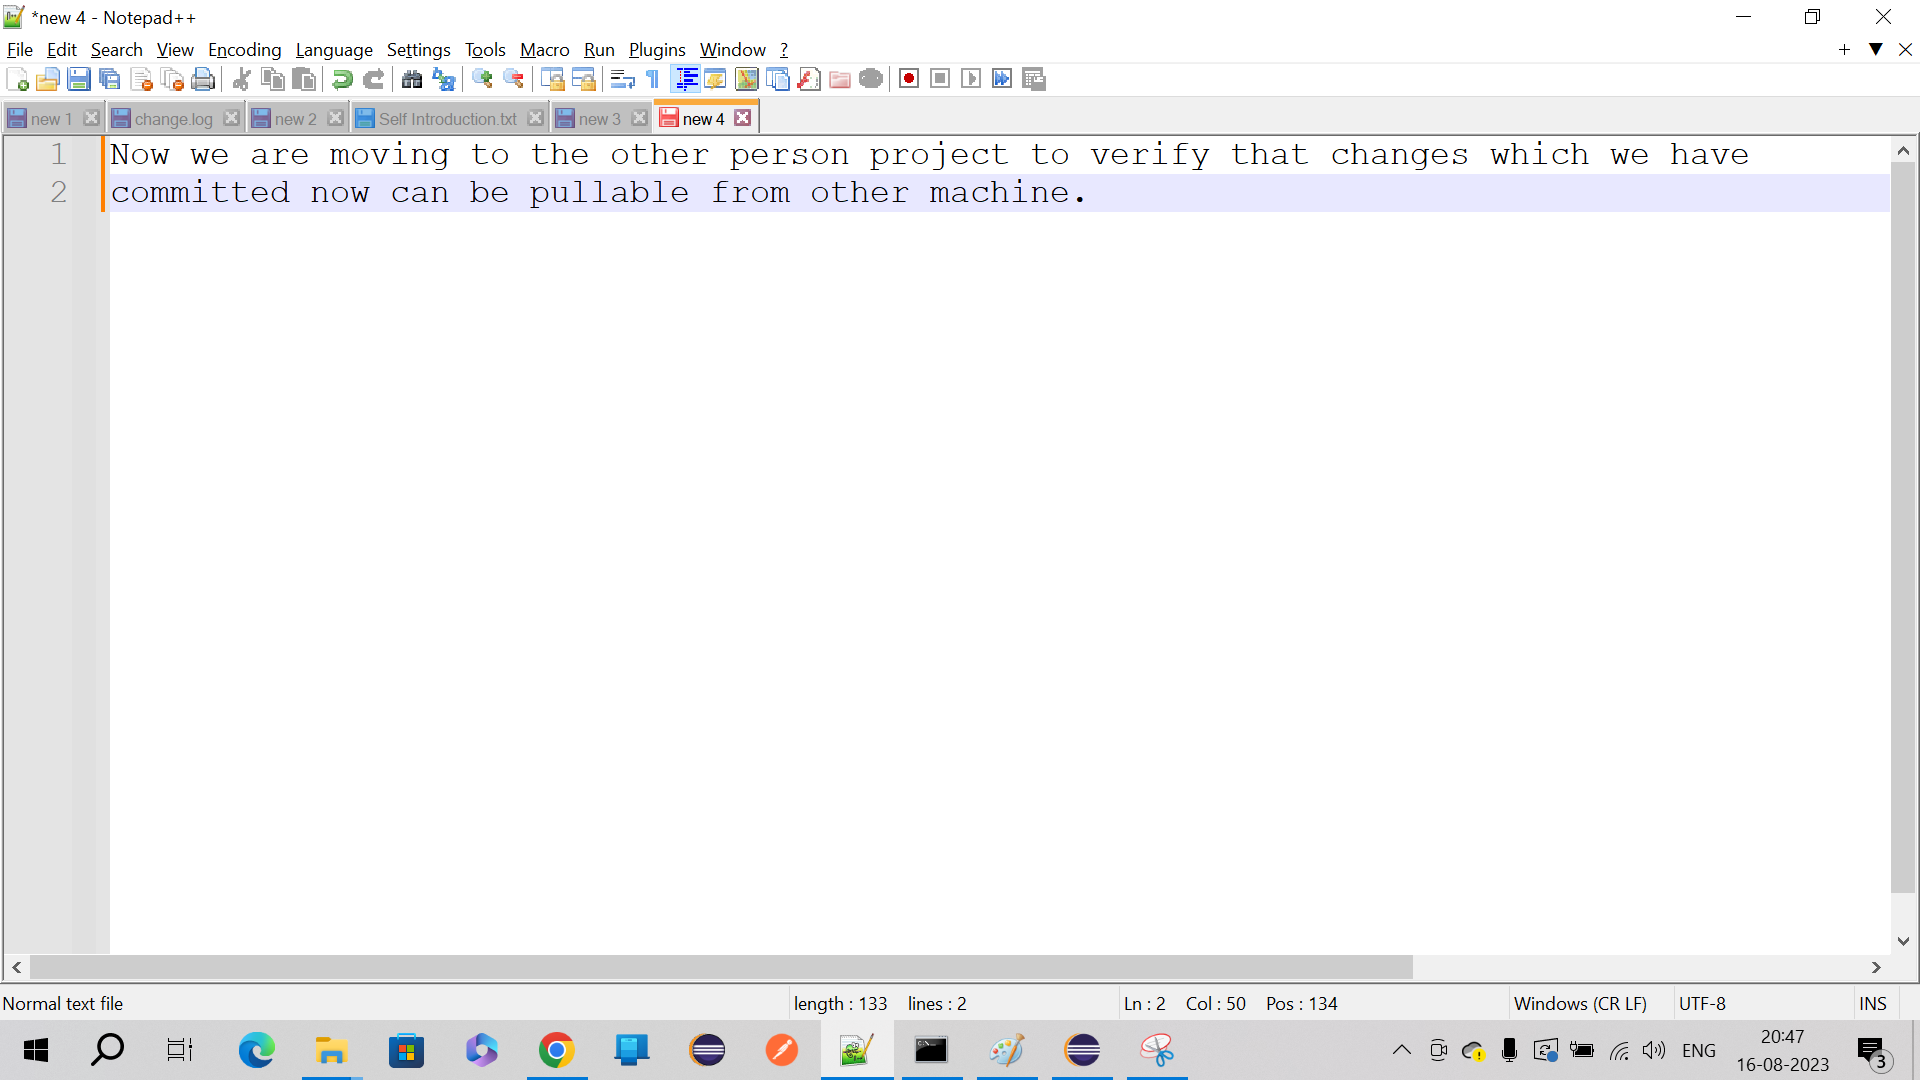 *new 4 - Notepad++
File Edit Search View Encoding Language Settings Tools Macro Run Plugins Window ?
new 1 change.log new 2 Self Introduction.txt new 3 new 4
1 Now we are moving to the other person project to verify that changes which we have
2 committed now can be pullable from other machine.
Normal text file length : 133 lines : 2 Ln : 2 Col : 50 Pos : 134 Windows (CR LF) UTF-8 INS
ENG 20:47
16-08-2023 3